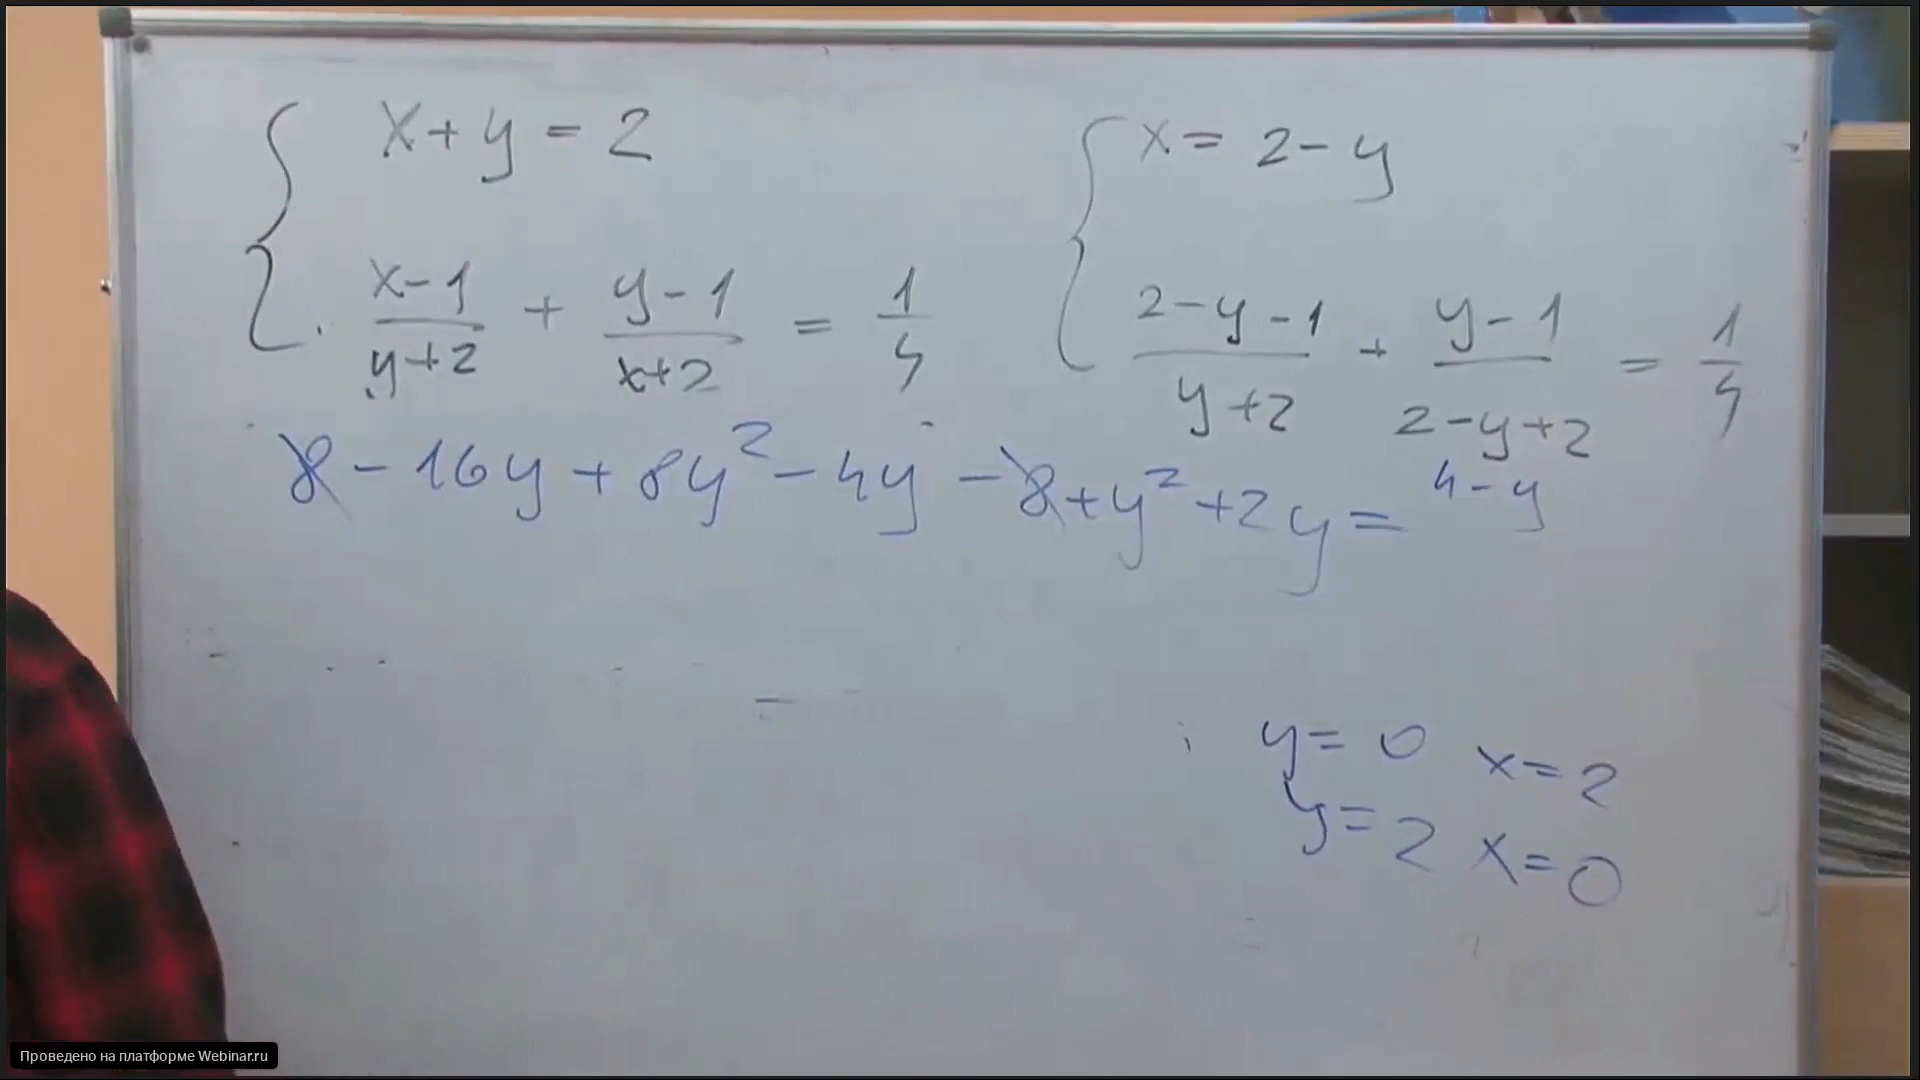 x+y = 2
x-1/y+2 + y-1/x+2 = 1/4
x = 2-y
2-y-1/y+2 + y-1/2-y+2 = 1/4
4-y
8 - 16y + 8y² - 4y - 8 + y² + 2y =
y = 0 x = 2
y = 2 x = 0
Проведено на платформе Webinar.ru